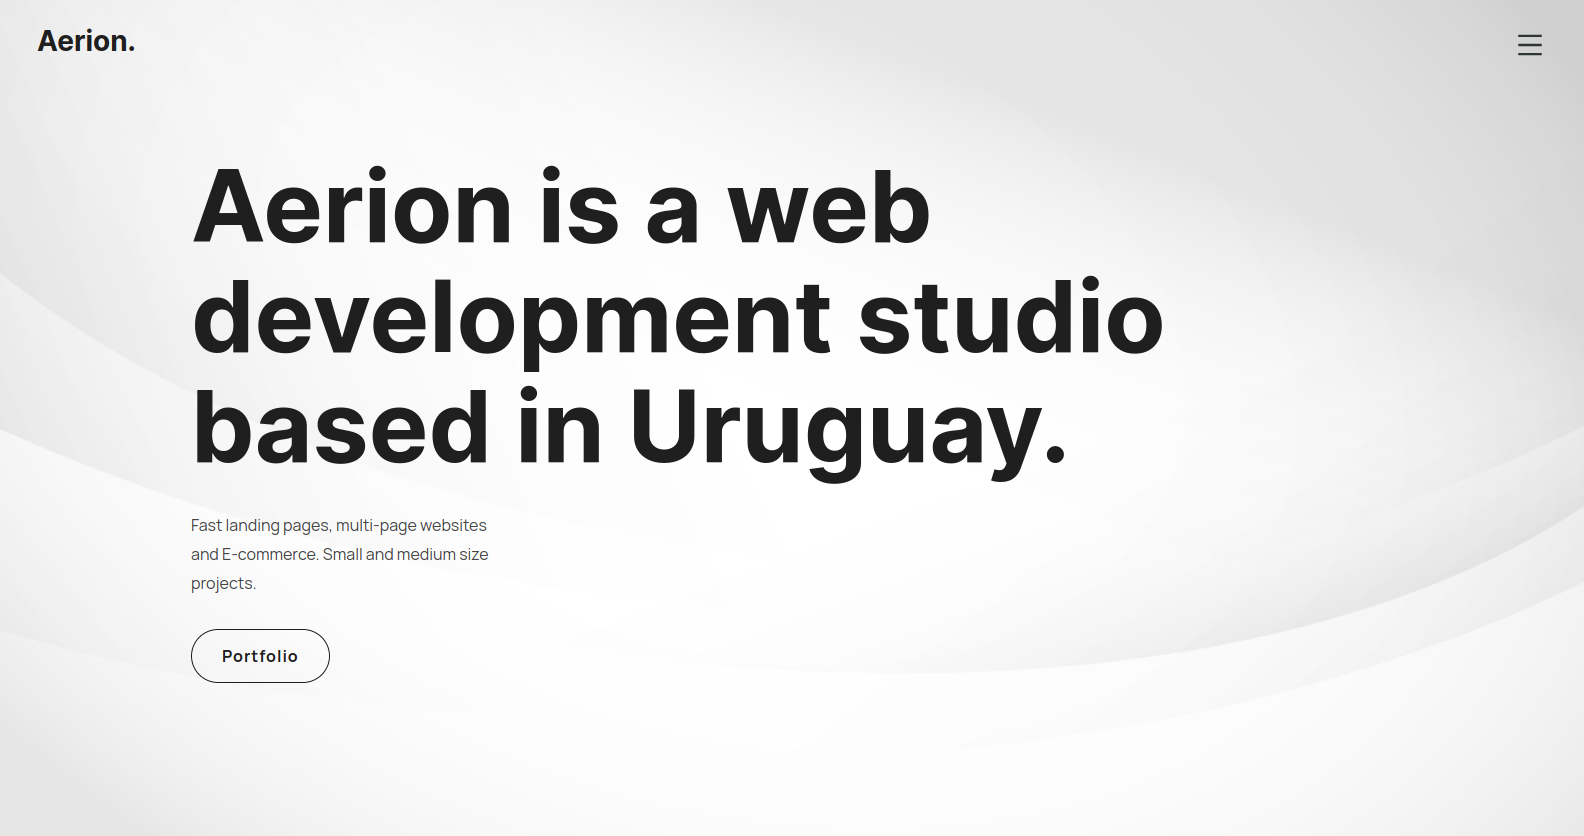 Aerion.
Aerion is a web
development studio
based in Uruguay.
Fast landing pages, multi-page websites
and E-commerce. Small and medium size
projects.
Portfolio